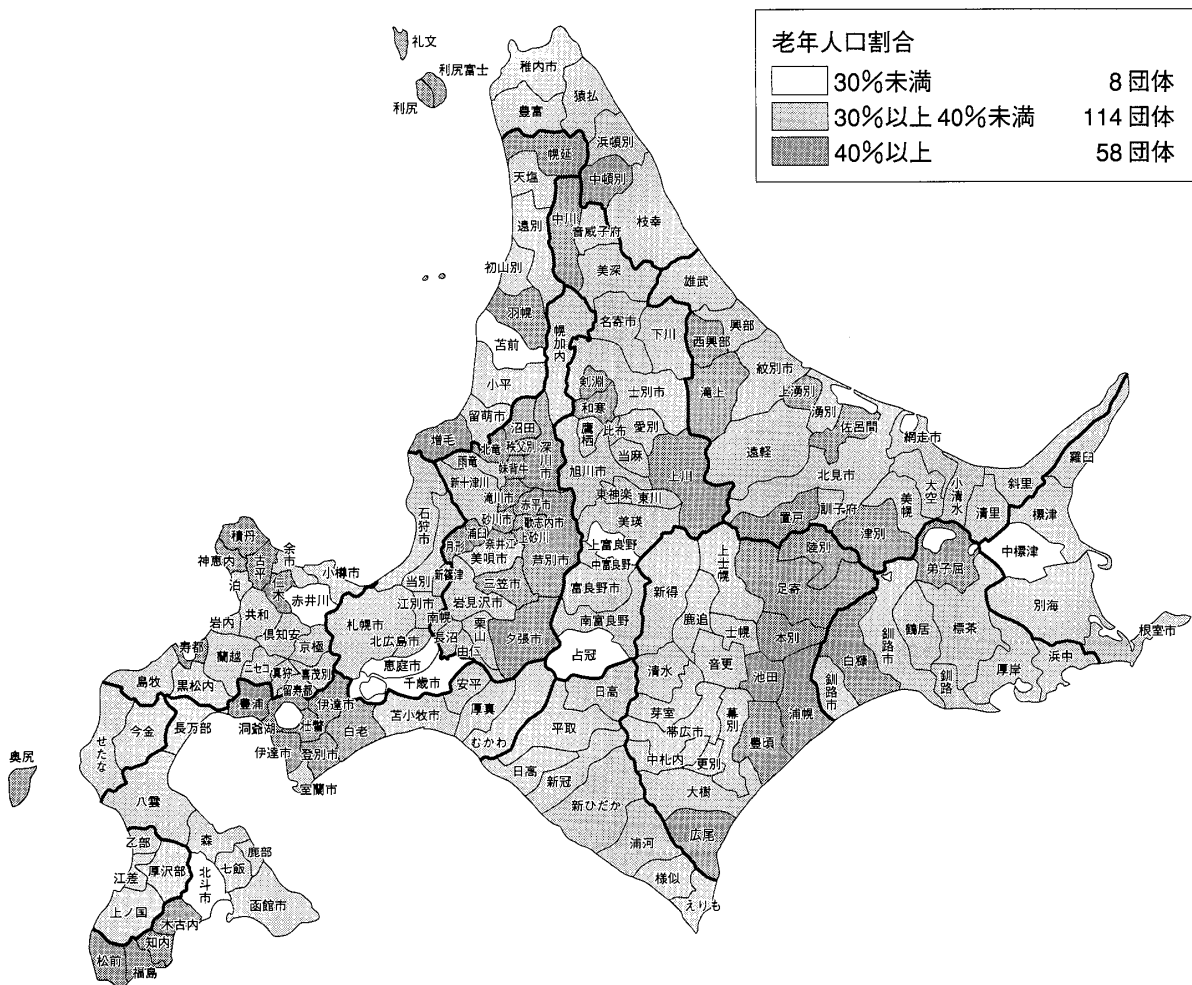 老年人口割合
30％未満 8 団体
30％以上 40％未満 114 団体
40％以上 58 団体
礼文
利尻富士
利尻
稚内市
猿払
豊富
浜頓別
幌延
天塩
中頓別
中川
音威子府
枝幸
遠別
初山別
美深
雄武
羽幌
苫前
幌加内
名寄市
下川
西興部
興部
小平
剣淵
士別市
滝上
紋別市
上湧別
湧別
佐呂間
網走市
留萌市
和寒
鷹栖
比布
愛別
当麻
増毛
沼田
北竜
秩父別
深川市
妹背牛
雨竜
新十津川
滝川市
赤平市
旭川市
東神楽
東川
上川
遠軽
北見市
置戸
訓子府
美幌
大空
小清水
清里
斜里
羅臼
標津
中標津
別海
根室市
津別
陸別
弟子屈
石狩市
浦臼
砂川市
歌志内市
上砂川
奈井江
月形
美唄市
芦別市
美瑛
上富良野
中富良野
富良野市
南富良野
占冠
積丹
神恵内
古平
余市
泊
仁木
小樽市
赤井川
当別
新篠津
三笠市
岩見沢市
江別市
札幌市
南幌
北広島市
長沼
栗山
由仁
夕張市
恵庭市
千歳市
共和
岩内
倶知安
京極
寿都
蘭越
ニセコ
真狩
喜茂別
留寿都
島牧
黒松内
豊浦
伊達市
洞爺湖
壮瞥
白老
苫小牧市
安平
厚真
むかわ
伊達市
登別市
室蘭市
日高
平取
日高
新冠
新ひだか
浦河
様似
えりも
新得
上士幌
鹿追
士幌
足寄
本別
清水
音更
池田
浦幌
芽室
帯広市
幕別
豊頃
中札内
更別
大樹
広尾
白糠
釧路市
鶴居
標茶
釧路市
釧路
厚岸
浜中
せたな
今金
長万部
奥尻
八雲
乙部
森
鹿部
七飯
厚沢部
江差
北斗市
函館市
上ノ国
木古内
知内
松前
福島